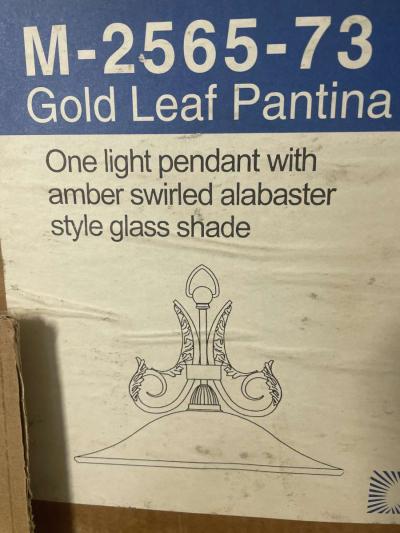 M-2565-73
Gold Leaf Pantina
One light pendant with
amber swirled alabaster
style glass shade